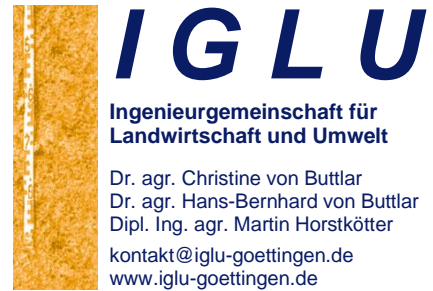 I G L U
Ingenieurgemeinschaft für
Landwirtschaft und Umwelt
Dr. agr. Christine von Buttlar
Dr. agr. Hans-Bernhard von Buttlar
Dipl. Ing. agr. Martin Horstkötter
kontakt@iglu-goettingen.de
www.iglu-goettingen.de